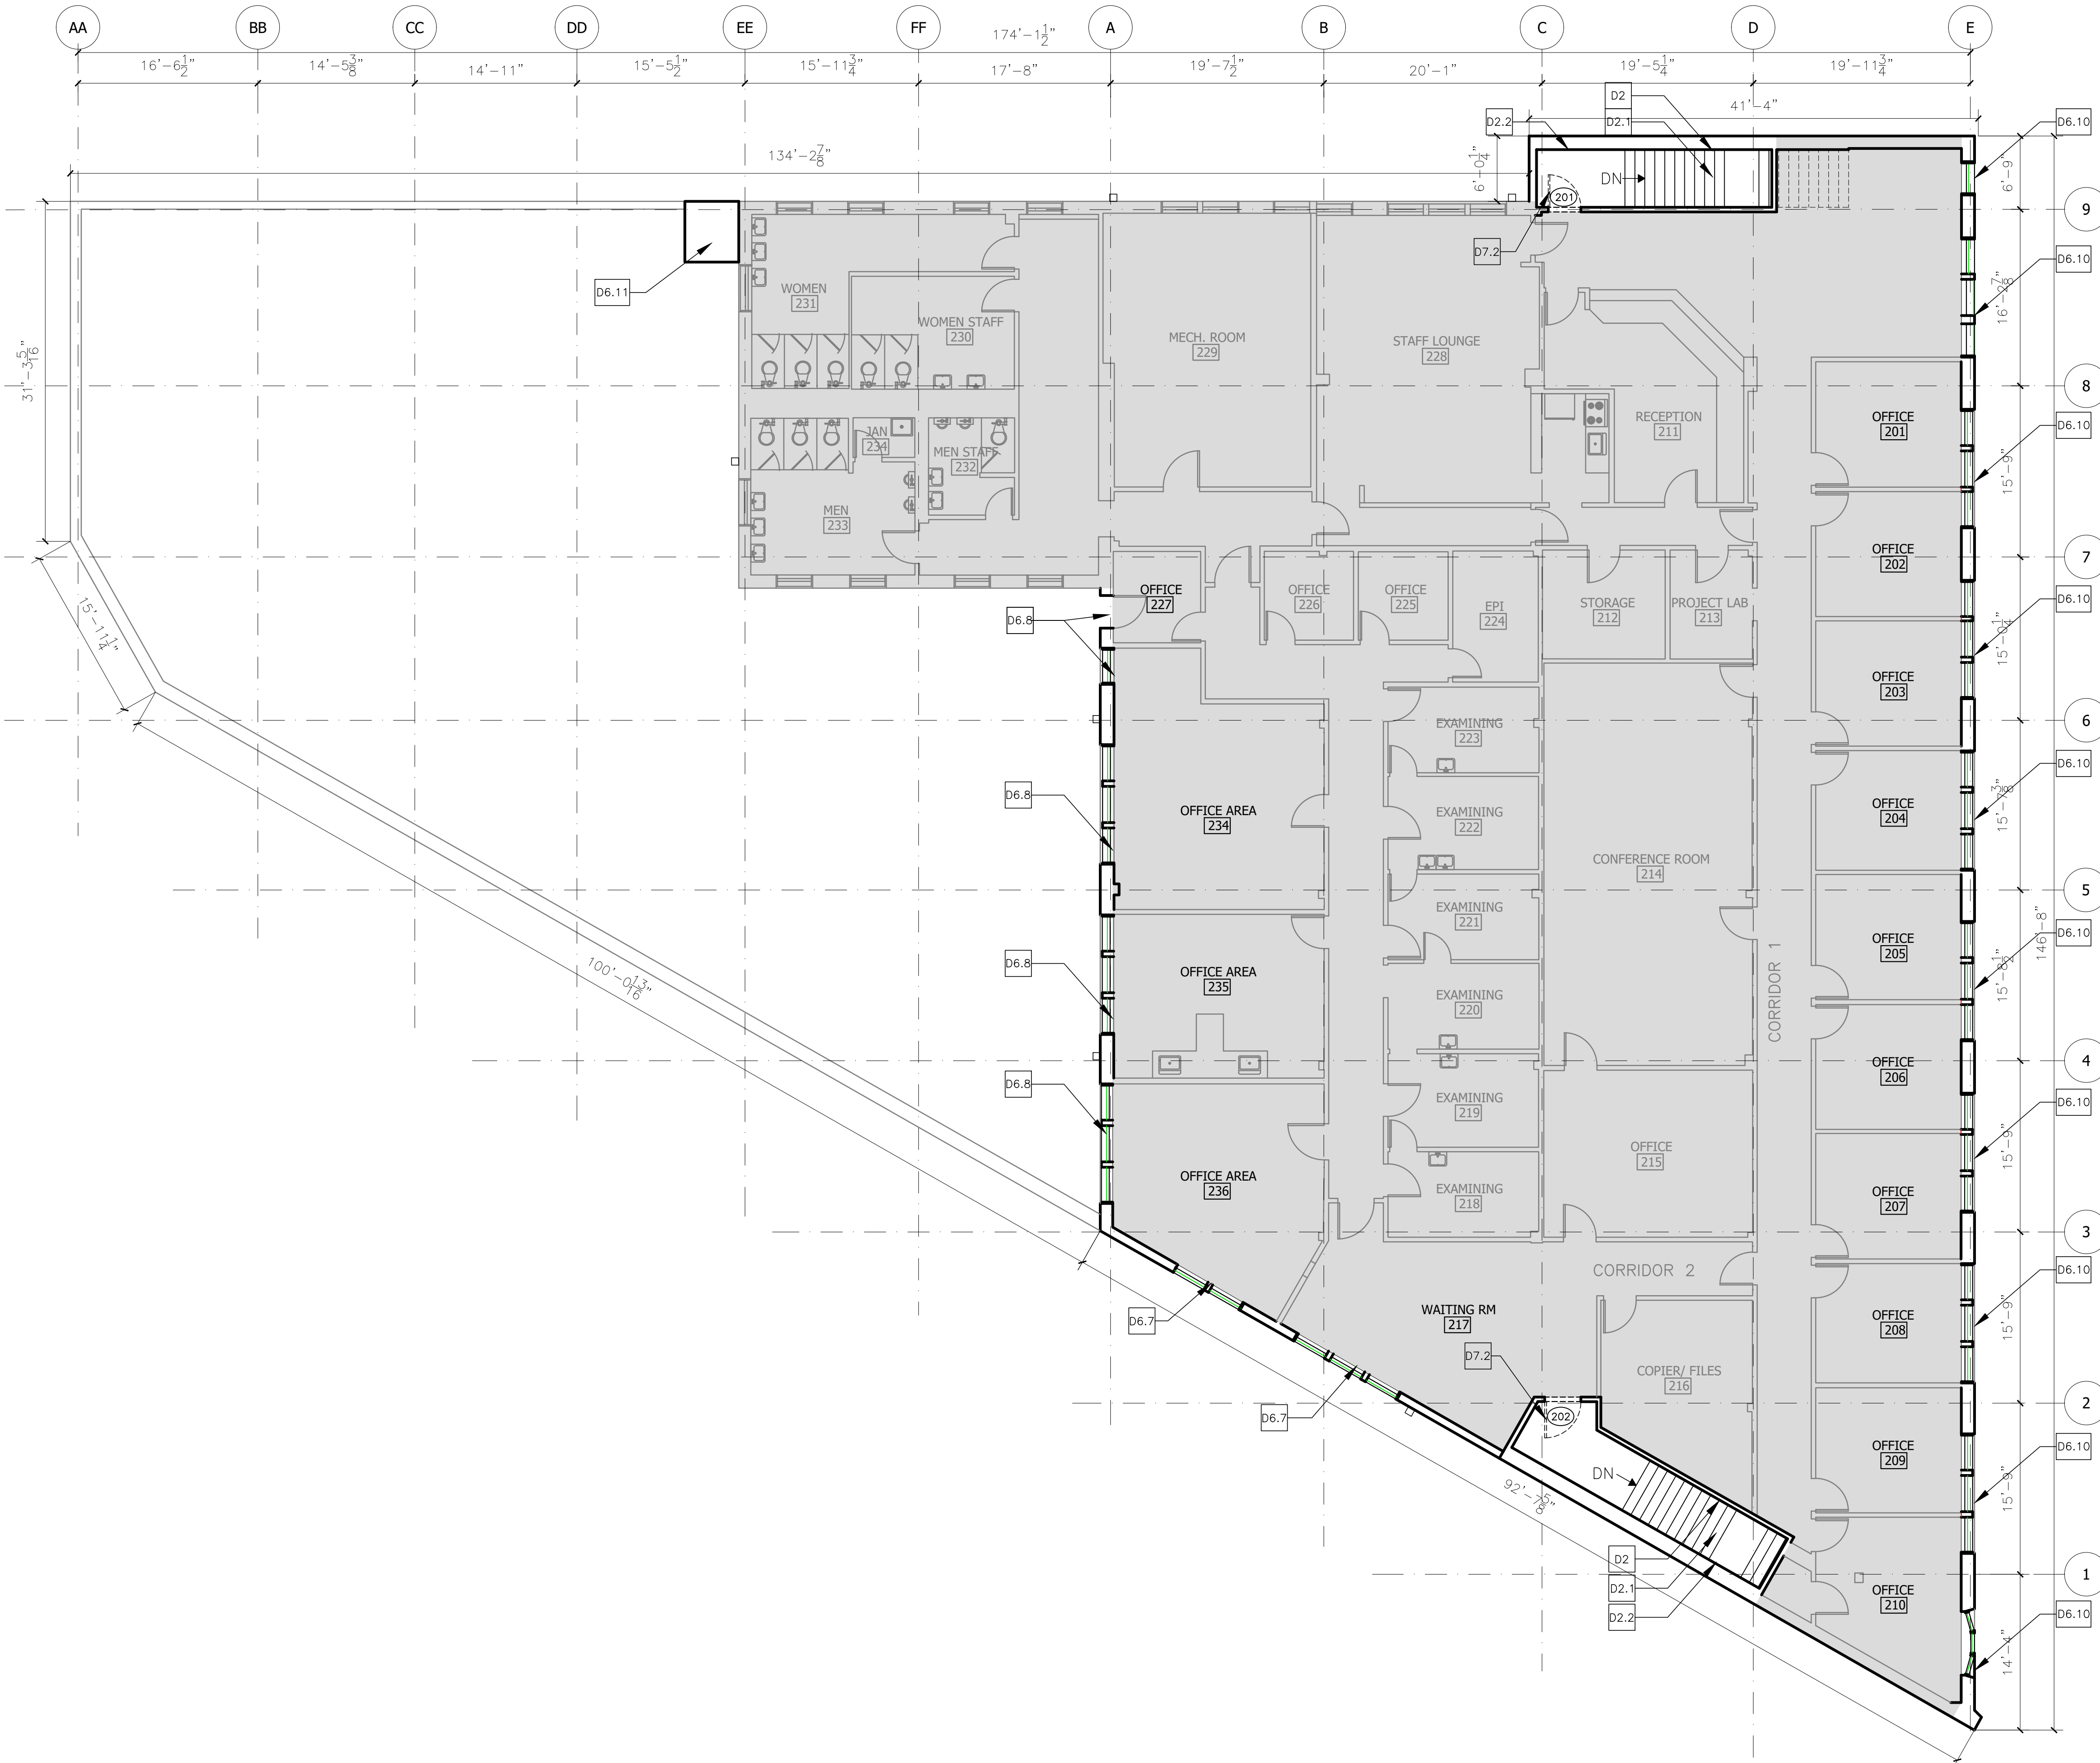 AA BB CC DD EE FF A B C D E
174'-1 1/2"
16'-6 1/2" 14'-5 3/8" 14'-11" 15'-5 1/2" 15'-11 3/4" 17'-8" 19'-7 1/2" 20'-1" 19'-5 1/4" 19'-11 3/4"
D2
41'-4"
D2.2 D2.1 D6.10
134'-2 7/8"
6'-0 1/4"
6'-9"
DN
201
9
D7.2
D6.10
D6.11
WOMEN
231
16'-2 7/8"
WOMEN STAFF
230
MECH. ROOM
229
STAFF LOUNGE
228
31'-3 5/16"
8
RECEPTION
211
OFFICE
201
D6.10
JAN
234
MEN STAFF
232
15'-9"
MEN
233
OFFICE
202
7
OFFICE
227
OFFICE
226
OFFICE
225
EPI
224
STORAGE
212
PROJECT LAB
213
D6.10
15'-11 1/4"
D6.8
15'-0 1/4"
OFFICE
203
6
EXAMINING
223
D6.10
D6.8
15'-7 3/8"
OFFICE AREA
234
EXAMINING
222
OFFICE
204
CONFERENCE ROOM
214
5
EXAMINING
221
146'-8"
D6.10
OFFICE
205
CORRIDOR 1
15'-8 1/2"
D6.8
100'-0 13/16"
OFFICE AREA
235
EXAMINING
220
4
OFFICE
206
D6.8
EXAMINING
219
D6.10
15'-9"
OFFICE
215
OFFICE AREA
236
EXAMINING
218
OFFICE
207
3
CORRIDOR 2
D6.10
15'-9"
WAITING RM
217
D6.7
OFFICE
208
D7.2
COPIER/ FILES
216
2
D6.7
202
D6.10
OFFICE
209
DN
15'-9"
92'-7 5/8"
D2
D2.1
D2.2
1
OFFICE
210
D6.10
14'-4"